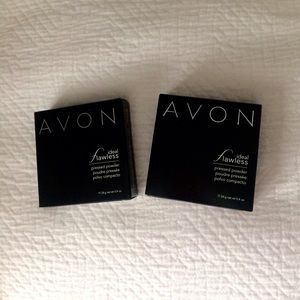 AVON
ideal
flawless
pressed powder
poudre pressée
polvo compacto
AVON
ideal
flawless
pressed powder
poudre pressée
polvo compacto